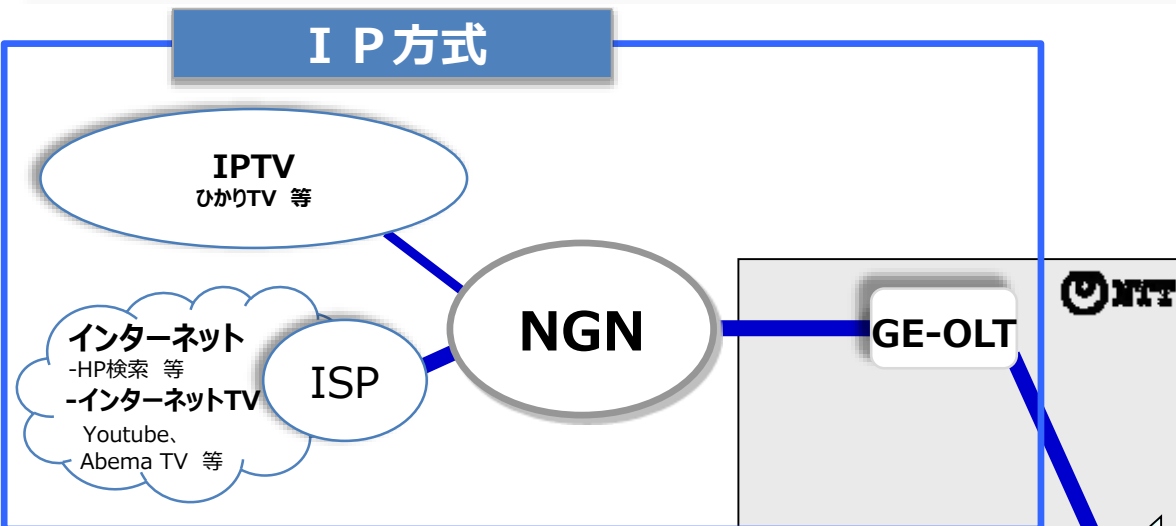 ＩＰ方式
IPTV
ひかりTV 等
インターネット
-HP検索 等
-インターネットTV
Youtube、
Abema TV 等
ISP
NGN
GE-OLT
NTT